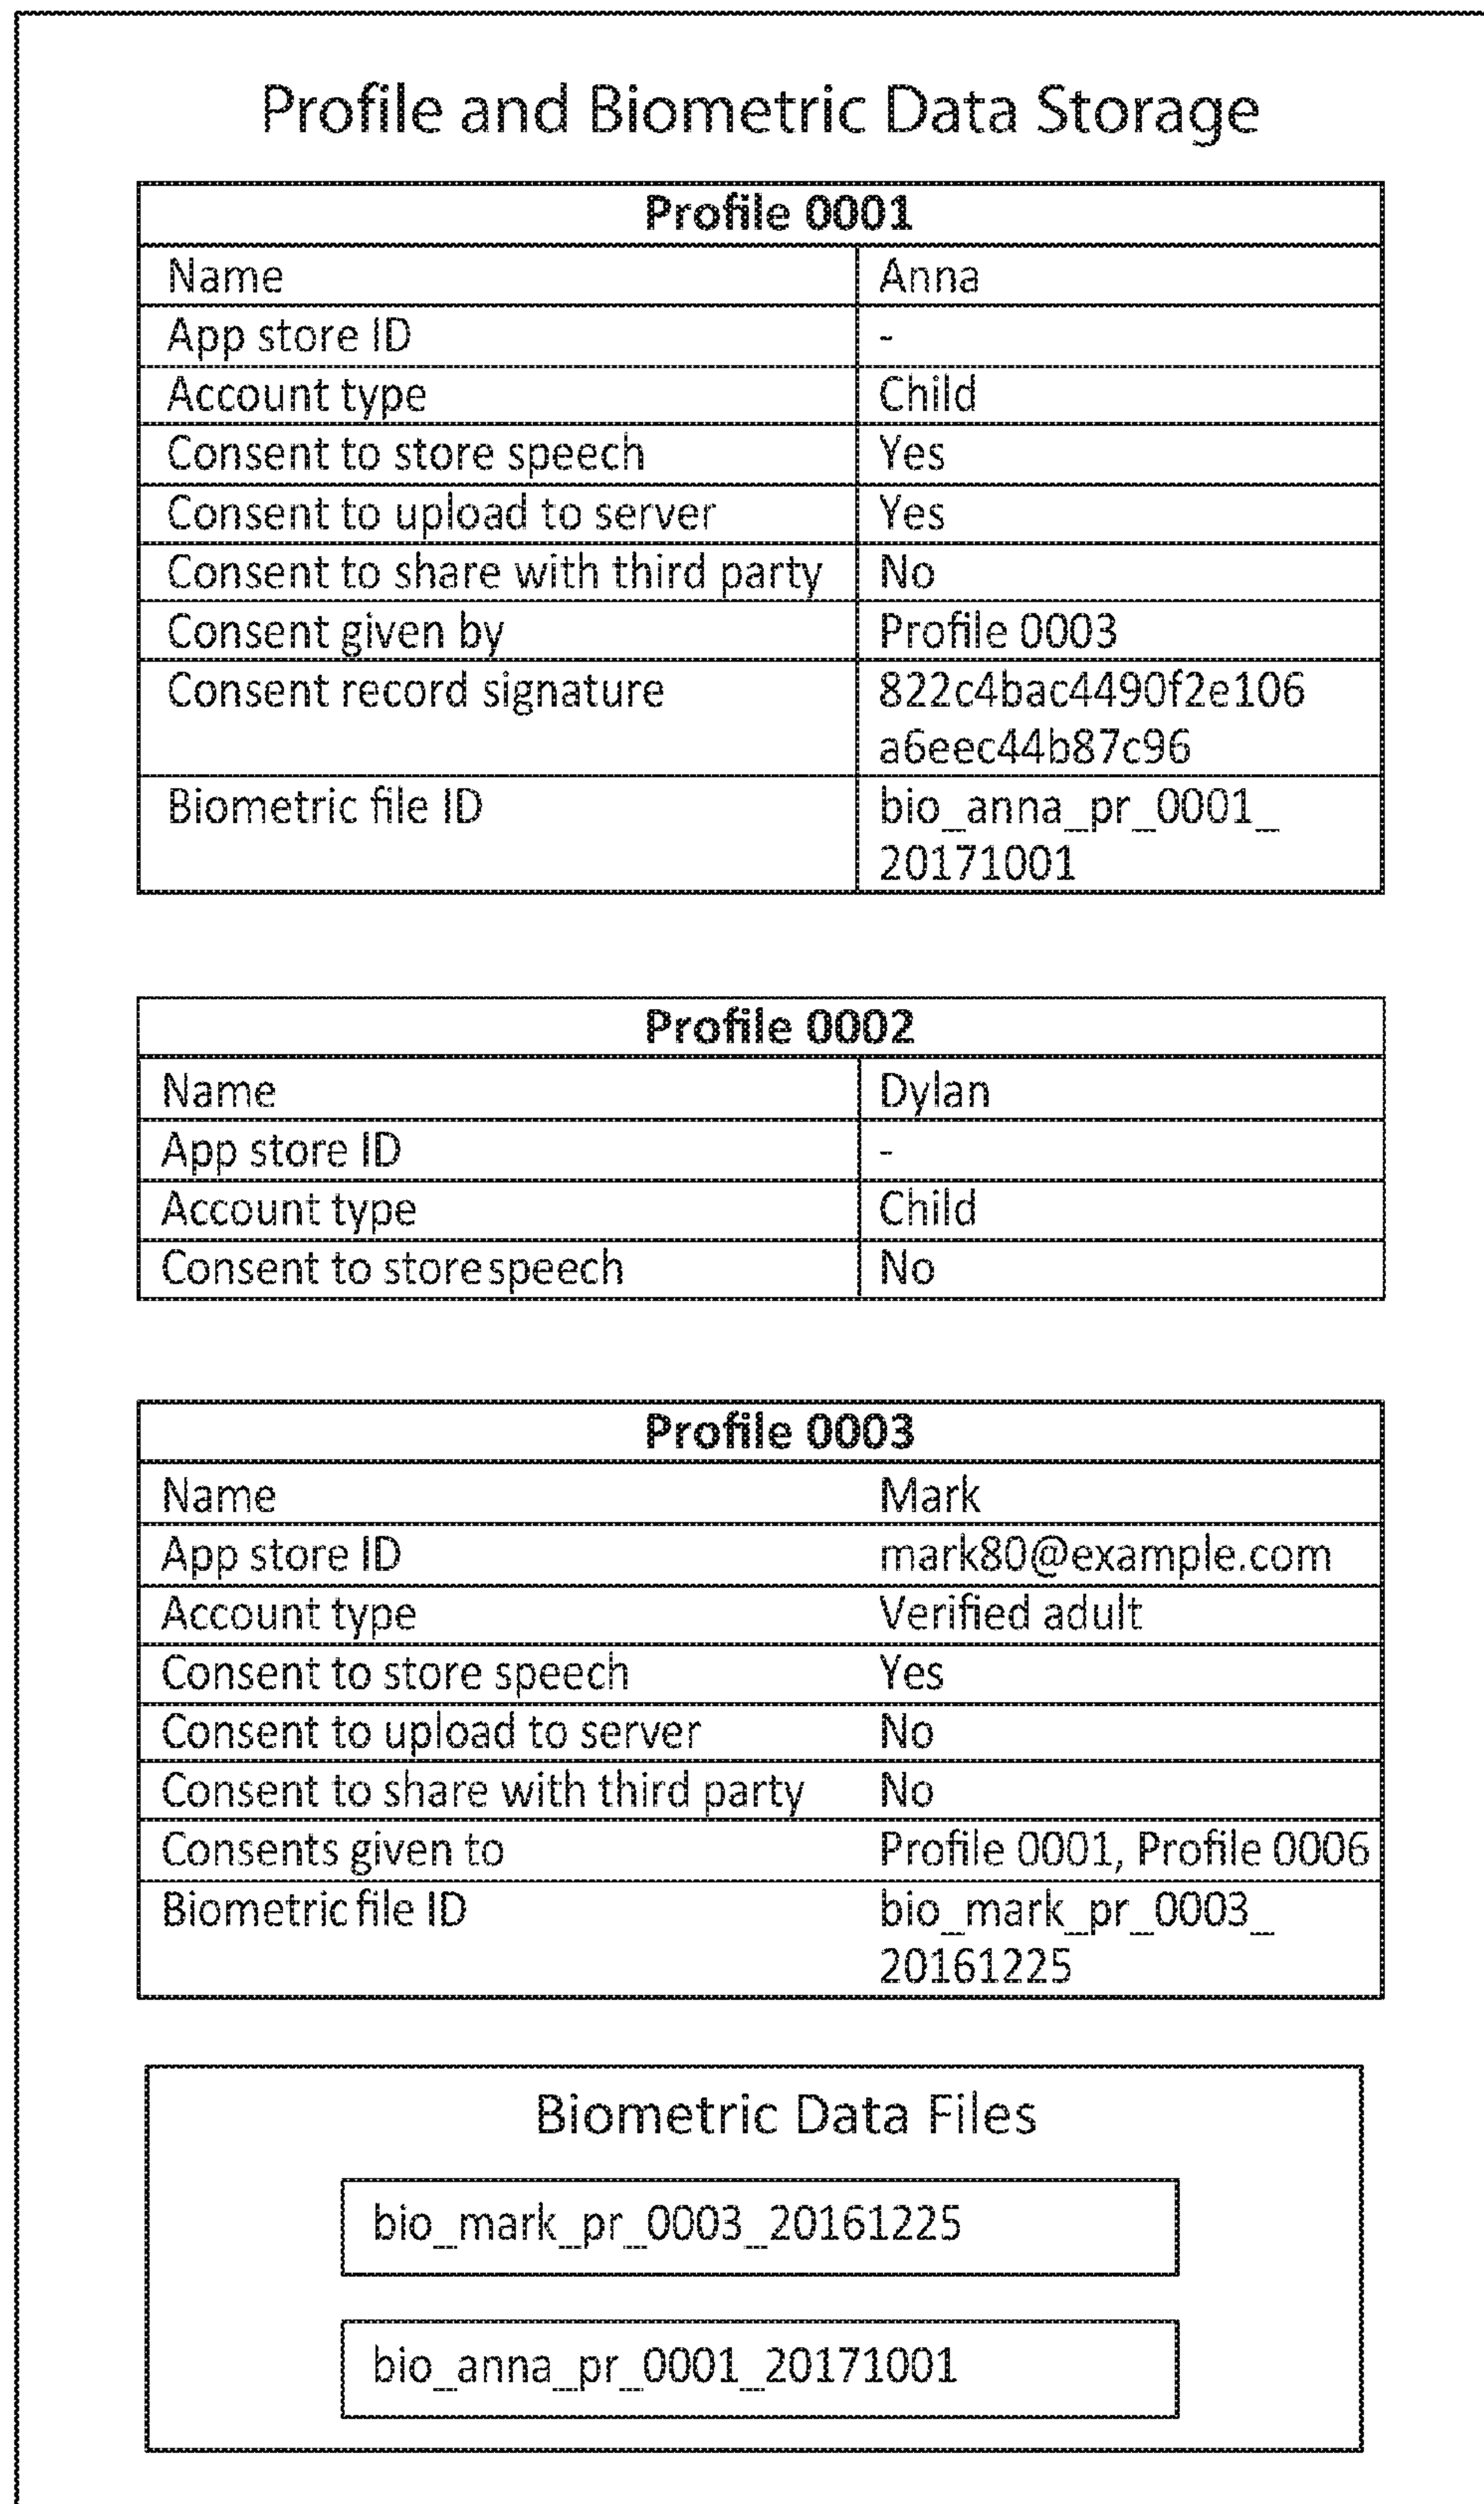 Profile and Biometric Data Storage
Profile 0001
Name Anna
App store ID -
Account type Child
Consent to store speech Yes
Consent to upload to server Yes
Consent to share with third party No
Consent given by Profile 0003
Consent record signature 822c4bac4490f2e106
a6eec44b87c96
Biometric file ID bio_anna_pr_0001_
20171001
Profile 0002
Name Dylan
App store ID -
Account type Child
Consent to store speech No
Profile 0003
Name Mark
App store ID mark80@example.com
Account type Verified adult
Consent to store speech Yes
Consent to upload to server No
Consent to share with third party No
Consents given to Profile 0001, Profile 0006
Biometric file ID bio_mark_pr_0003_
20161225
Biometric Data Files
bio_mark_pr_0003_20161225
bio_anna_pr_0001_20171001